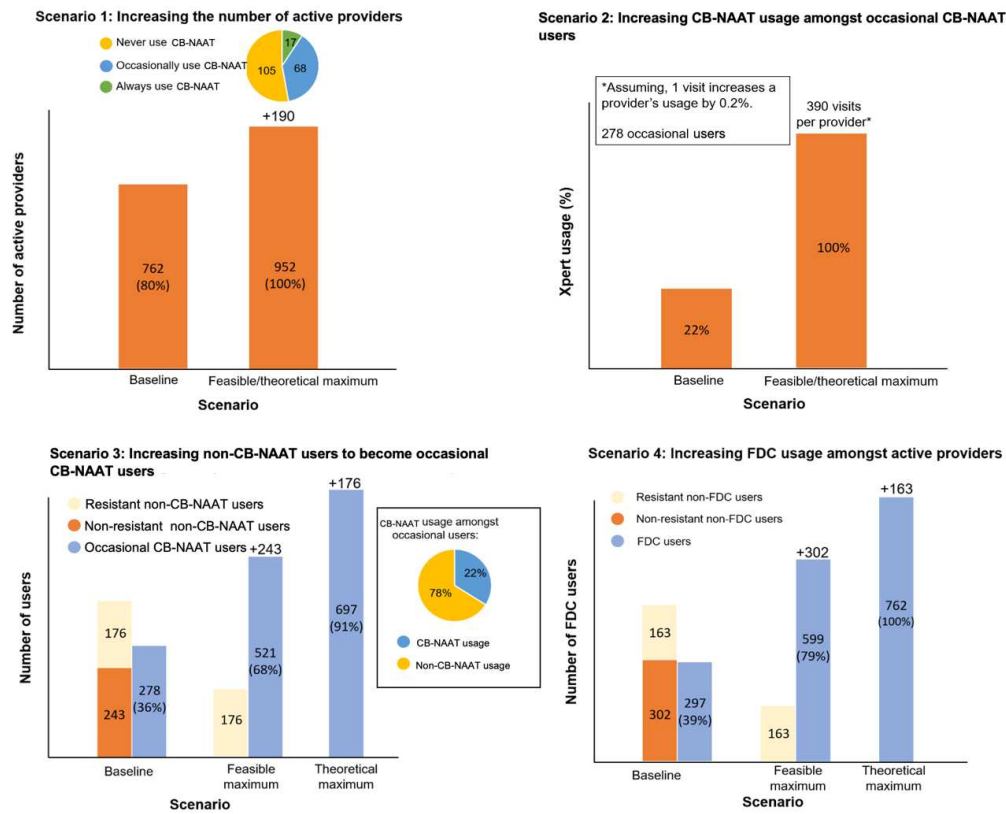 Scenario 1: Increasing the number of active providers
Never use CB-NAAT
Occasionally use CB-NAAT
Always use CB-NAAT
17
105
68
+190
Number of active providers
762
(80%)
952
(100%)
Baseline
Feasible/theoretical maximum
Scenario
Scenario 2: Increasing CB-NAAT usage amongst occasional CB-NAAT
users
*Assuming, 1 visit increases a
provider's usage by 0.2%.
278 occasional users
390 visits
per provider*
Xpert usage (%)
22%
100%
Baseline
Feasible/theoretical maximum
Scenario
Scenario 3: Increasing non-CB-NAAT users to become occasional
CB-NAAT users
Resistant non-CB-NAAT users
Non-resistant non-CB-NAAT users
Occasional CB-NAAT users
+243
+176
Number of users
176
243
278
(36%)
176
521
(68%)
697
(91%)
Baseline
Feasible
maximum
Theoretical
maximum
Scenario
CB-NAAT usage amongst
occasional users:
22%
78%
CB-NAAT usage
Non-CB-NAAT usage
Scenario 4: Increasing FDC usage amongst active providers
Resistant non-FDC users
Non-resistant non-FDC users
FDC users
+302
+163
Number of FDC users
163
302
297
(39%)
163
599
(79%)
762
(100%)
Baseline
Feasible
maximum
Theoretical
maximum
Scenario